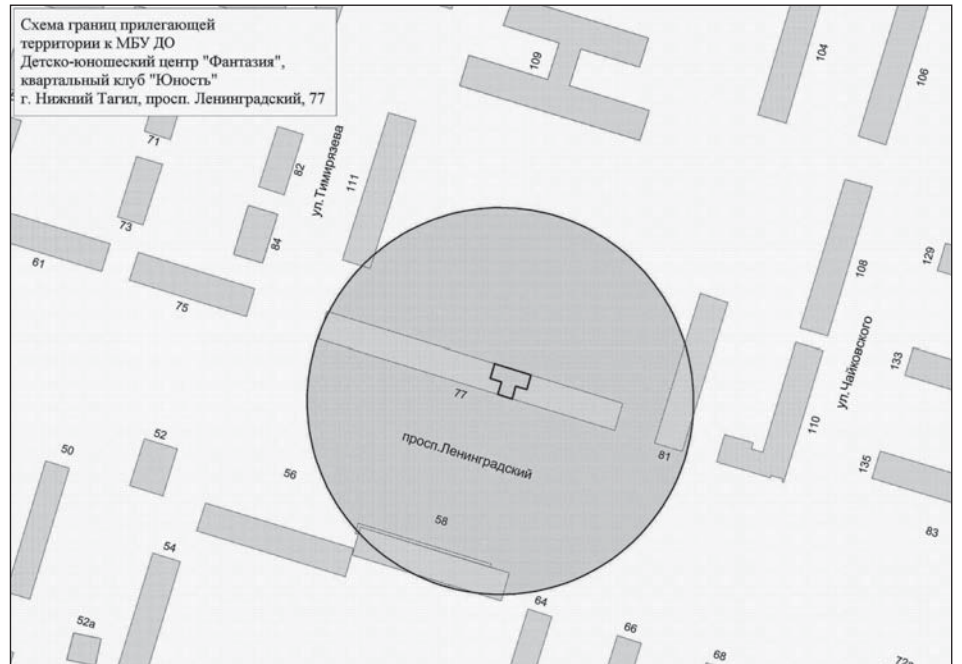 Схема границ прилегающей
территории к МБУ ДО
Детско-юношеский центр "Фантазия",
квартальный клуб "Юность"
г. Нижний Тагил, просп. Ленинградский, 77
109
104
106
71
82
ул.Тимирязева
111
73
84
61
75
108
129
ул.Чайковского
133
77
просп.Ленинградский
81
110
135
50
52
56
58
83
54
64
52а
66
68